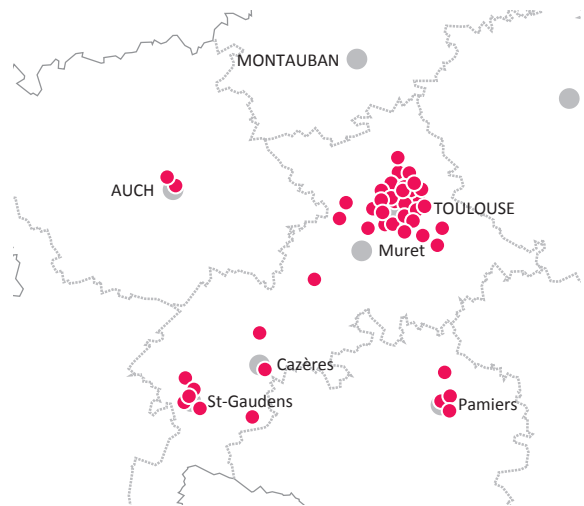 MONTAUBAN
AUCH
TOULOUSE
Muret
Cazères
St-Gaudens
Pamiers